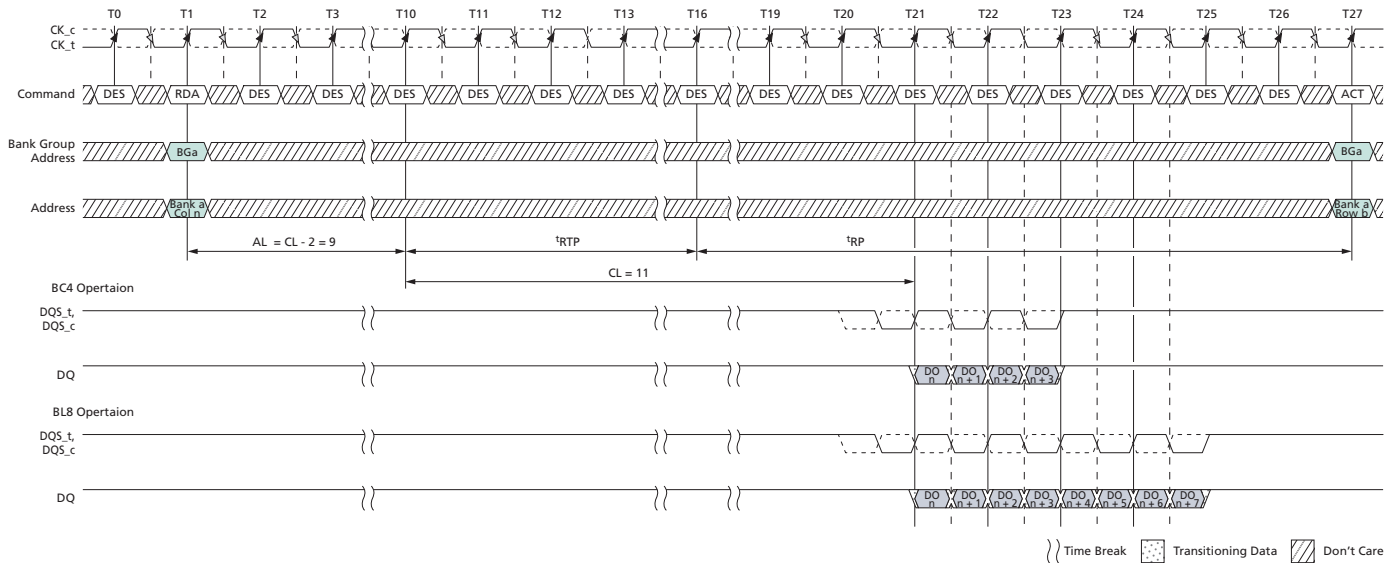 T0 T1 T2 T3 T10 T11 T12 T13 T16 T19 T20 T21 T22 T23 T24 T25 T26 T27
CK_c
CK_t
Command DES RDA DES DES DES DES DES DES DES DES DES DES DES DES DES DES DES ACT
Bank Group
Address
BGa BGa
Address
Bank a
Col n
Bank a
Row b
AL = CL - 2 = 9 tRTP tRP
CL = 11
BC4 Opertaion
DQS_t,
DQS_c
DQ
DO
n
DO
n + 1
DO
n + 2
DO
n + 3
BL8 Opertaion
DQS_t,
DQS_c
DQ
DO
n
DO
n + 1
DO
n + 2
DO
n + 3
DO
n + 4
DO
n + 5
DO
n + 6
DO
n + 7
Time Break Transitioning Data Don't Care